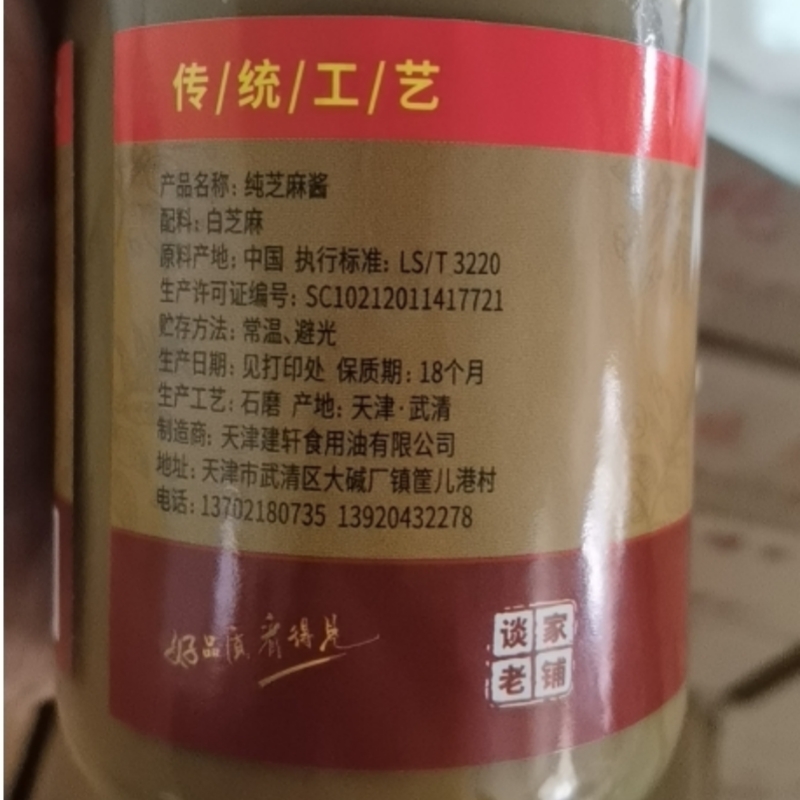 传/统/工/艺
产品名称: 纯芝麻酱
配料: 白芝麻
原料产地: 中国 执行标准: LS/T 3220
生产许可证编号: SC10212011417721
贮存方法: 常温、避光
生产日期: 见打印处 保质期: 18个月
生产工艺: 石磨 产地: 天津·武清
制造商: 天津建轩食用油有限公司
地址: 天津市武清区大碱厂镇筐儿港村
电话: 13702180735 13920432278
好品质 看得见
谈家
老铺